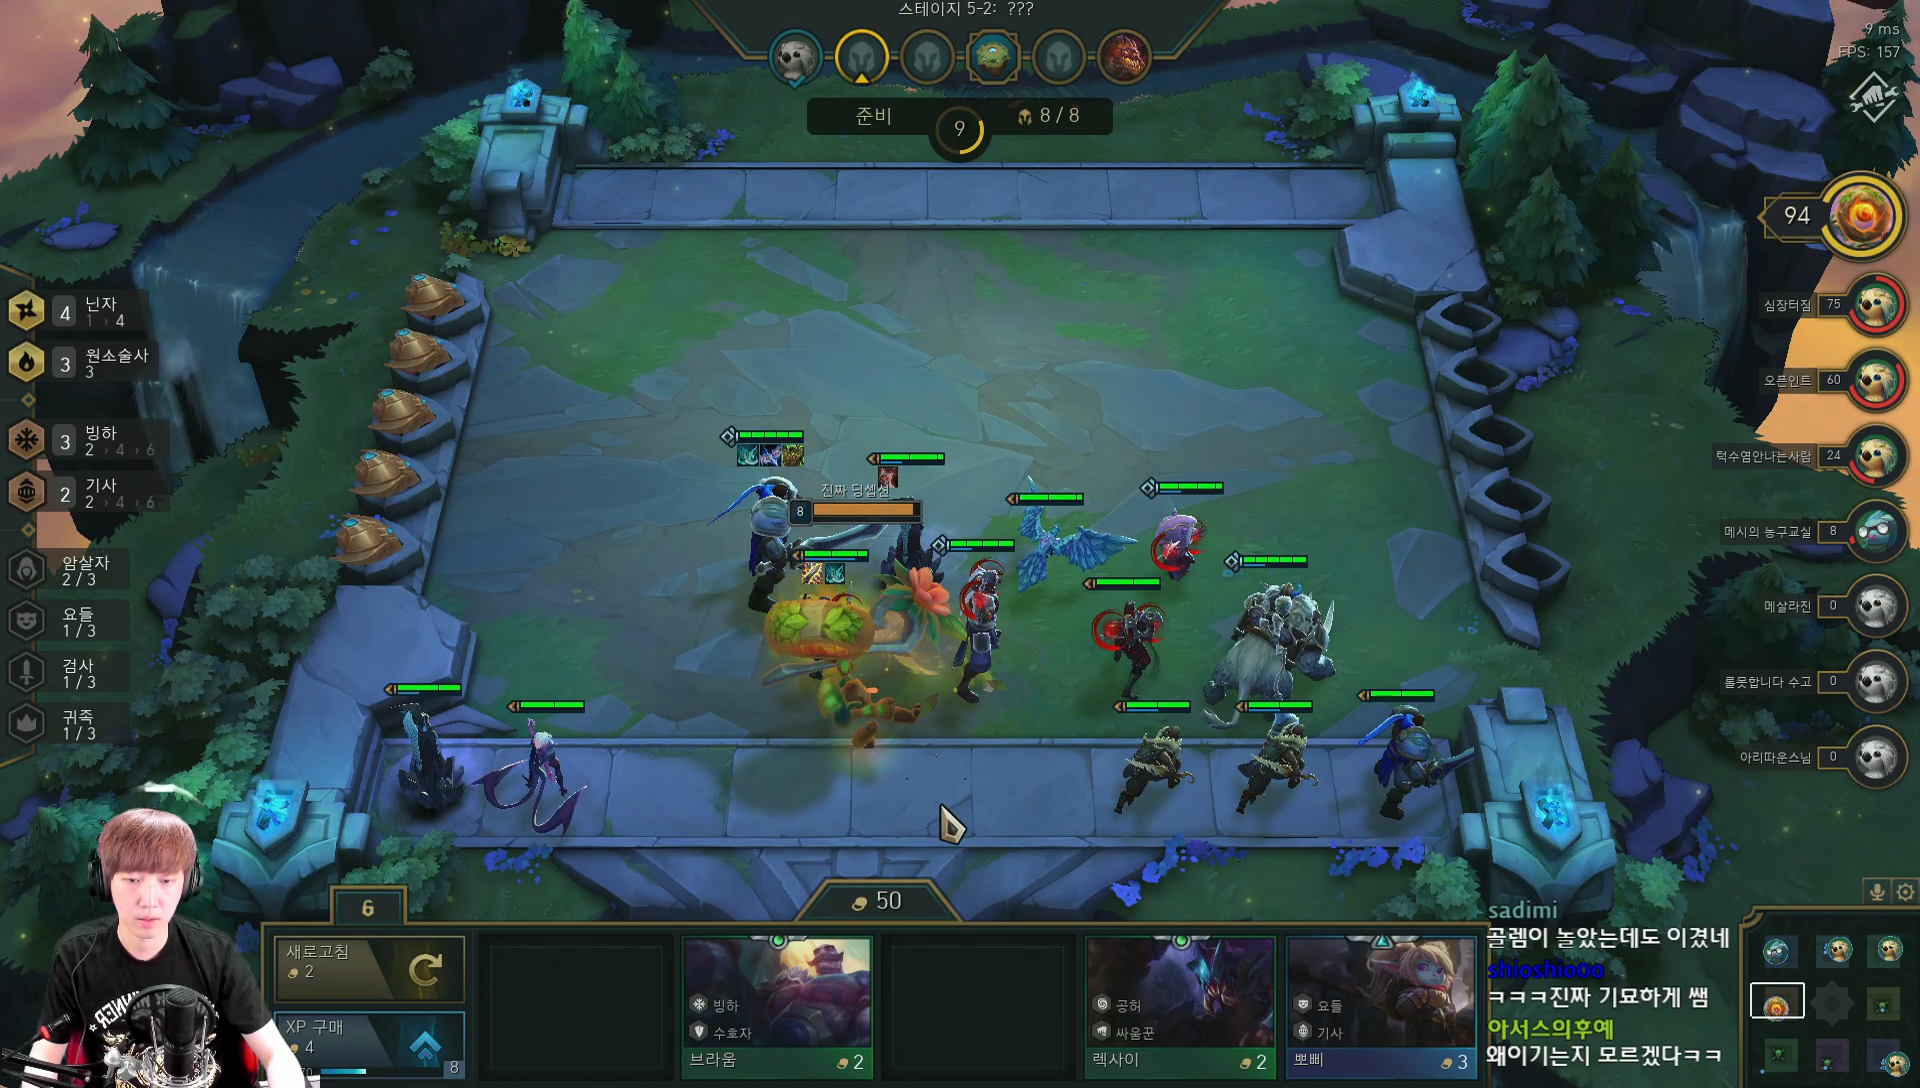 스테이지 5-2: ???
9 ms
FPS: 157
준비
9
8 / 8
94
심장터짐 75
오픈인트 60
턱수염안나는사람 24
메시의 농구교실 8
메살라진 0
롤못합니다 수고 0
아리따운스님 0
4 닌자
1 › 4
3 원소술사
3
3 빙하
2 › 4 › 6
2 기사
2 › 4 › 6
암살자
2 / 3
요들
1 / 3
검사
1 / 3
귀족
1 / 3
진짜 딩셉션
8
6
50
새로고침
2
XP 구매
4
8
빙하
수호자
브라움 2
공허
싸움꾼
렉사이 2
요들
기사
뽀삐 3
sadimi
골렘이 놀았는데도 이겼네
shioshioOo
ㅋㅋㅋ진짜 기묘하게 쌤
아서스의후예
왜이기는지 모르겠다ㅋㅋ